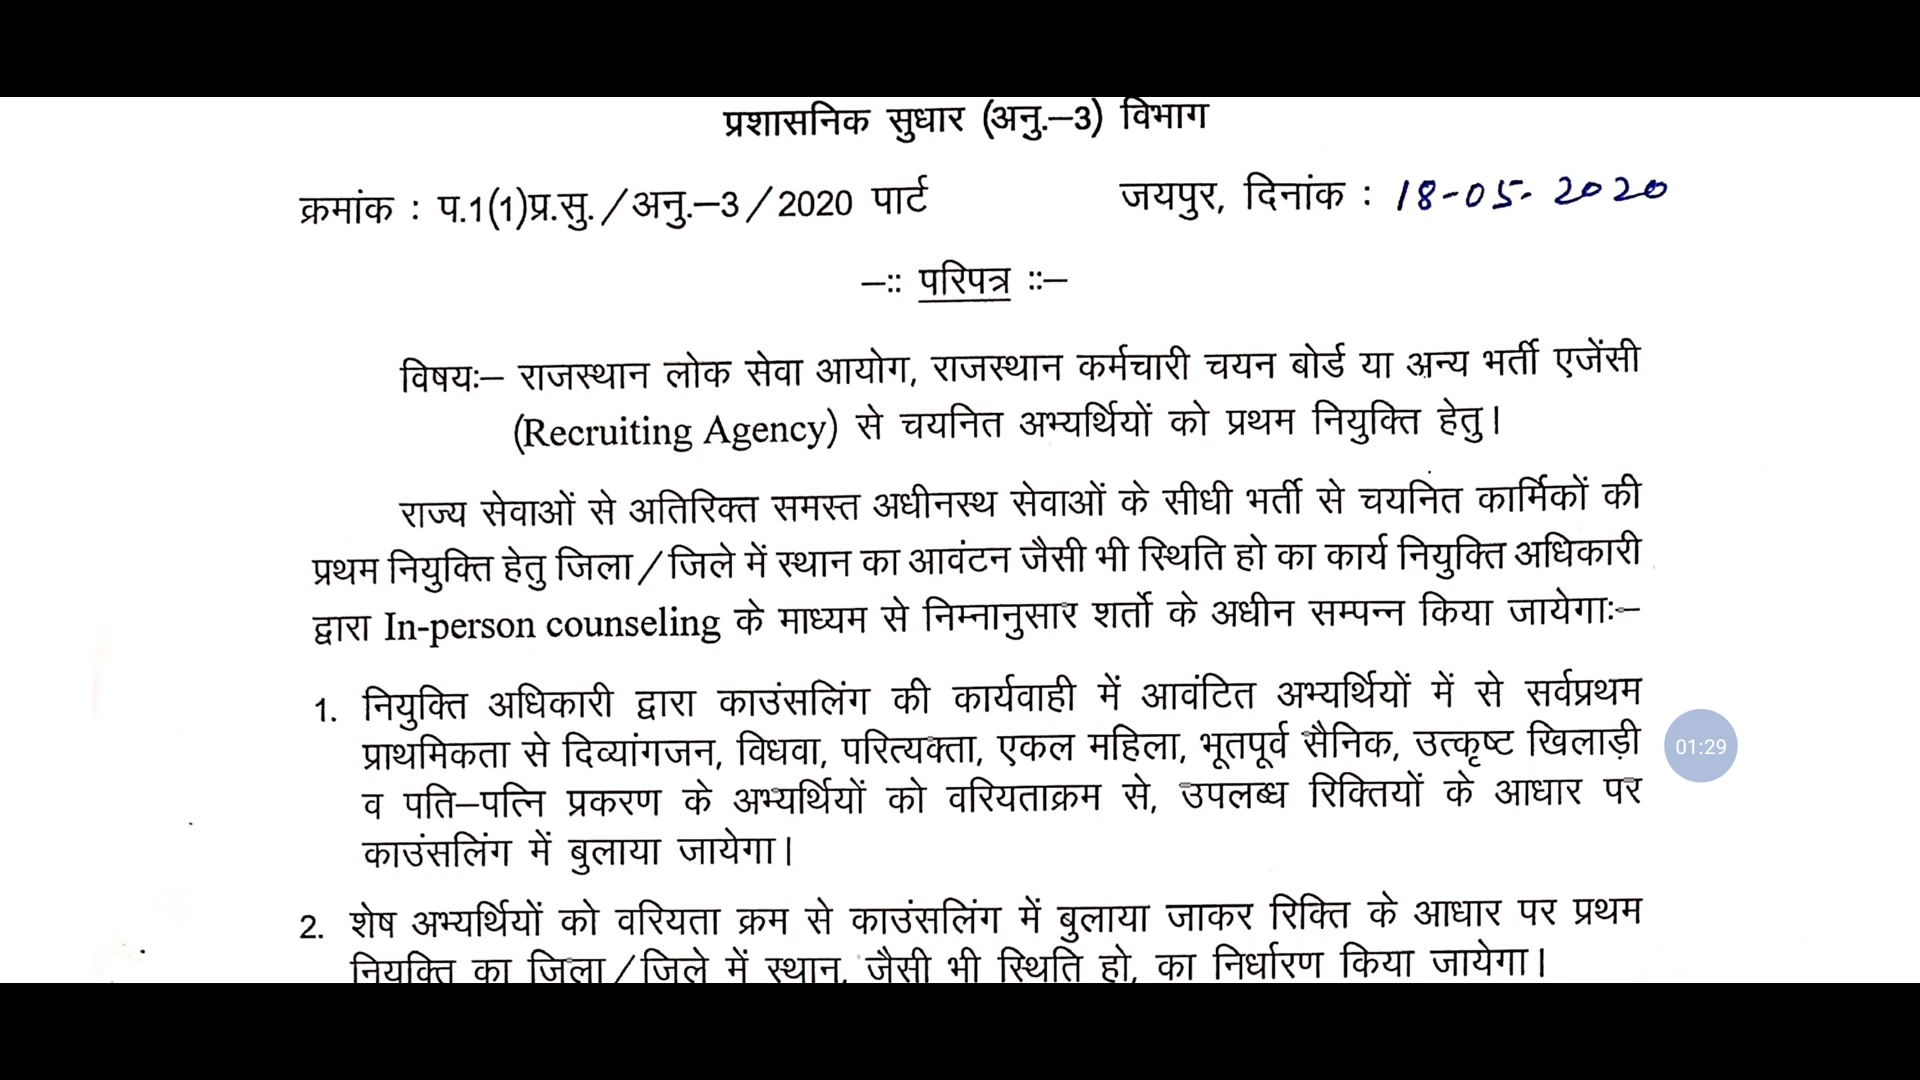 प्रशासनिक सुधार (अनु.–3) विभाग
क्रमांक : प.1(1)प्र.सु./अनु.–3/2020 पार्ट जयपुर, दिनांक : 18-05-2020
–:: परिपत्र ::–
विषयः– राजस्थान लोक सेवा आयोग, राजस्थान कर्मचारी चयन बोर्ड या अन्य भर्ती एजेंसी
(Recruiting Agency) से चयनित अभ्यर्थियों को प्रथम नियुक्ति हेतु।
राज्य सेवाओं से अतिरिक्त समस्त अधीनस्थ सेवाओं के सीधी भर्ती से चयनित कार्मिकों की
प्रथम नियुक्ति हेतु जिला/जिले में स्थान का आवंटन जैसी भी स्थिति हो का कार्य नियुक्ति अधिकारी
द्वारा In-person counseling के माध्यम से निम्नानुसार शर्तो के अधीन सम्पन्न किया जायेगाः–
1. नियुक्ति अधिकारी द्वारा काउंसलिंग की कार्यवाही में आवंटित अभ्यर्थियों में से सर्वप्रथम
प्राथमिकता से दिव्यांगजन, विधवा, परित्यक्ता, एकल महिला, भूतपूर्व सैनिक, उत्कृष्ट खिलाड़ी
व पति–पत्नि प्रकरण के अभ्यर्थियों को वरियताक्रम से, उपलब्ध रिक्तियों के आधार पर
काउंसलिंग में बुलाया जायेगा।
01:29
2. शेष अभ्यर्थियों को वरियता क्रम से काउंसलिंग में बुलाया जाकर रिक्ति के आधार पर प्रथम
नियुक्ति का जिला/जिले में स्थान, जैसी भी स्थिति हो, का निर्धारण किया जायेगा।